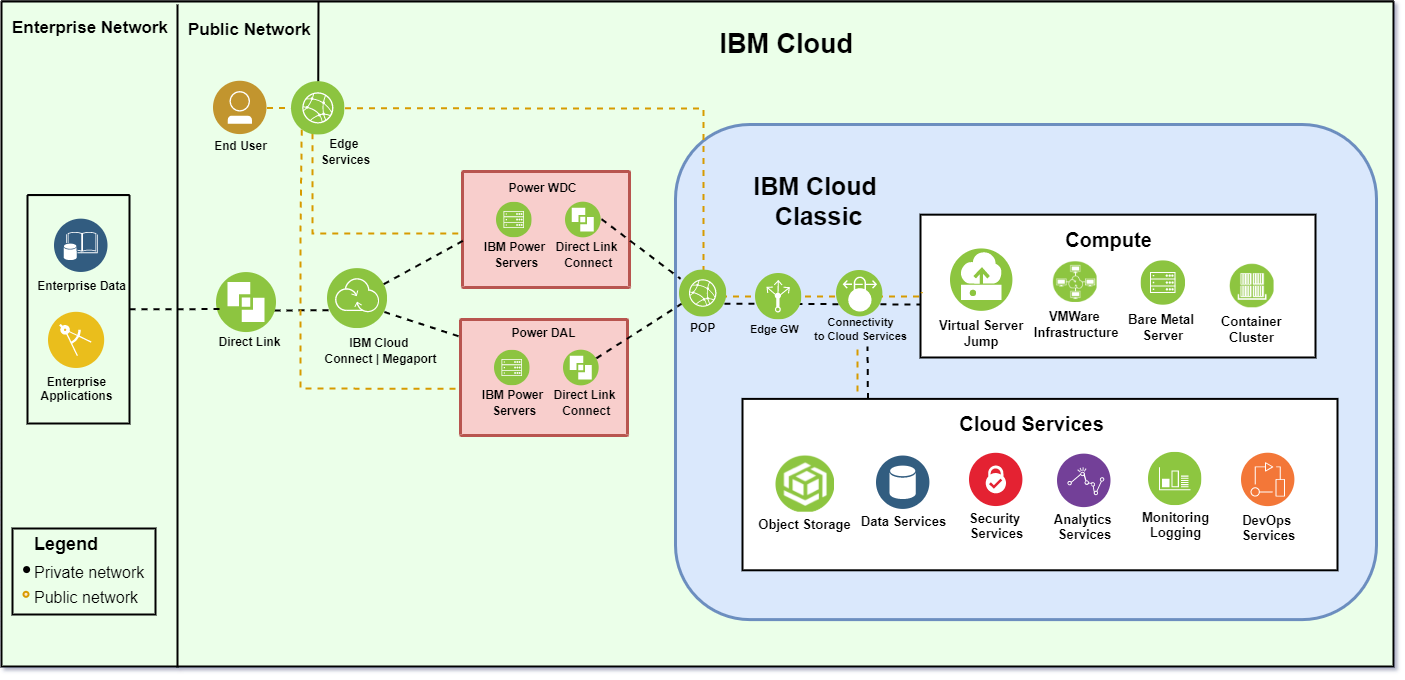 Enterprise Network
Public Network
IBM Cloud
End User
Edge
Services
Enterprise Data
Enterprise
Applications
Direct Link
IBM Cloud
Connect | Megaport
Power WDC
IBM Power
Servers
Direct Link
Connect
Power DAL
IBM Power
Servers
Direct Link
Connect
POP
IBM Cloud
Classic
Edge GW
Connectivity
to Cloud Services
Compute
Virtual Server
Jump
VMWare
Infrastructure
Bare Metal
Server
Container
Cluster
Cloud Services
Object Storage
Data Services
Security
Services
Analytics
Services
Monitoring
Logging
DevOps
Services
Legend
Private network
Public network